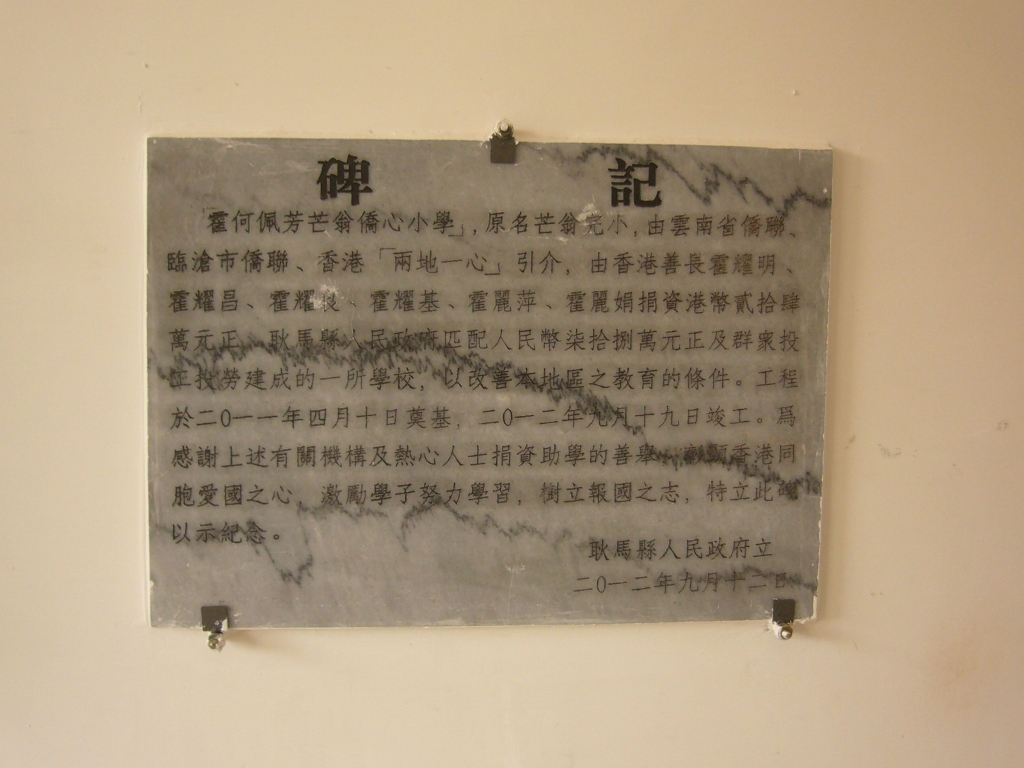 碑記
霍何佩芳芒翁僑心小學」,原名芒翁完小,由雲南省僑聯、
臨滄市僑聯、香港「兩地一心」引介,由香港善長霍耀明、
霍耀昌、霍耀良、霍耀基、霍麗萍、霍麗娟捐資港幣貳拾肆
萬元正、耿馬縣人民政府匹配人民幣柒拾捌萬元正及群衆投
工投勞建成的一所學校,以改善本地區之教育的條件。工程
於二0一一年四月十日奠基,二0一二年九月十九日竣工。爲
感謝上述有關機構及熱心人士捐資助學的善舉,香港同
胞愛國之心,激勵學子努力學習,樹立報國之志,特立此碑
以示紀念。
耿馬縣人民政府立
二0一二年九月十二日